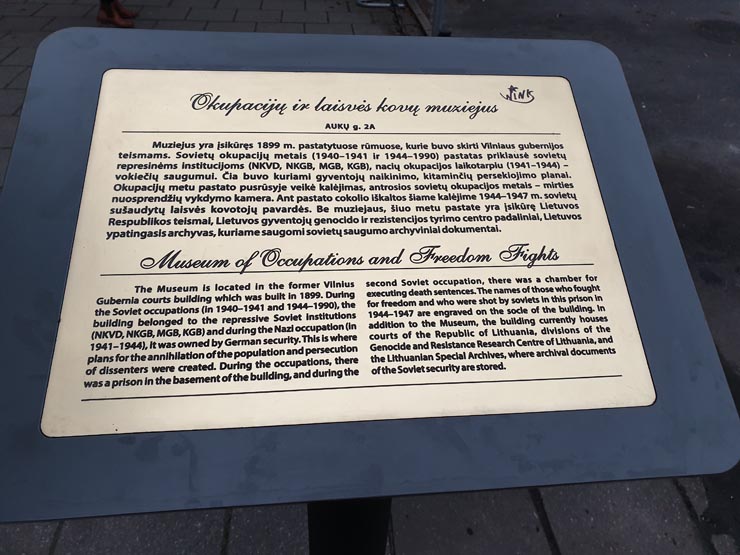 WINK
Okupacijų ir laisvės kovų muziejus
AUKŲ g. 2A
Muziejus yra įsikūręs 1899 m. pastatytuose rūmuose, kurie buvo skirti Vilniaus gubernijos
teismams. Sovietų okupacijų metais (1940–1941 ir 1944–1990) pastatas priklausė sovietų
represinėms institucijoms (NKVD, NKGB, MGB, KGB), nacių okupacijos laikotarpiu (1941–1944) –
vokiečių saugumui. Čia buvo kuriami gyventojų naikinimo, kitaminčių persekiojimo planai.
Okupacijų metu pastato pusrūsyje veikė kalėjimas, antrosios sovietų okupacijos metais – mirties
nuosprendžių vykdymo kamera. Ant pastato cokolio iškaltos šiame kalėjime 1944–1947 m. sovietų
sušaudytų laisvės kovotojų pavardės. Be muziejaus, šiuo metu pastate yra įsikūrę Lietuvos
Respublikos teismai, Lietuvos gyventojų genocido ir rezistencijos tyrimo centro padaliniai, Lietuvos
ypatingasis archyvas, kuriame saugomi sovietų saugumo archyviniai dokumentai.
Museum of Occupations and Freedom Fights
The Museum is located in the former Vilnius
Gubernia courts building which was built in 1899. During
the Soviet occupations (in 1940–1941 and 1944–1990), the
building belonged to the repressive Soviet institutions
(NKVD, NKGB, MGB, KGB) and during the Nazi occupation (in
1941–1944), it was owned by German security. This is where
plans for the annihilation of the population and persecution
of dissenters were created. During the occupations, there
was a prison in the basement of the building, and during the
second Soviet occupation, there was a chamber for
executing death sentences. The names of those who fought
for freedom and who were shot by soviets in this prison in
1944–1947 are engraved on the socle of the building. In
addition to the Museum, the building currently houses
courts of the Republic of Lithuania, divisions of the
Genocide and Resistance Research Centre of Lithuania, and
the Lithuanian Special Archives, where archival documents
of the Soviet security are stored.